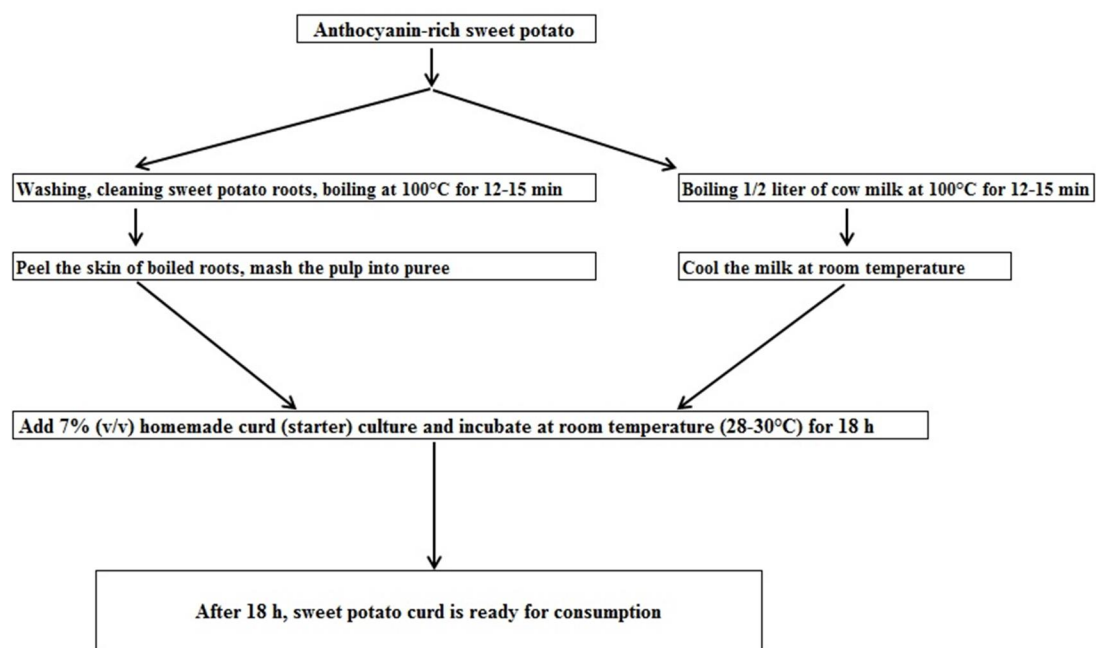 Anthocyanin-rich sweet potato
Washing, cleaning sweet potato roots, boiling at 100°C for 12-15 min
Boiling 1/2 liter of cow milk at 100°C for 12-15 min
Peel the skin of boiled roots, mash the pulp into puree
Cool the milk at room temperature
Add 7% (v/v) homemade curd (starter) culture and incubate at room temperature (28-30°C) for 18 h
After 18 h, sweet potato curd is ready for consumption